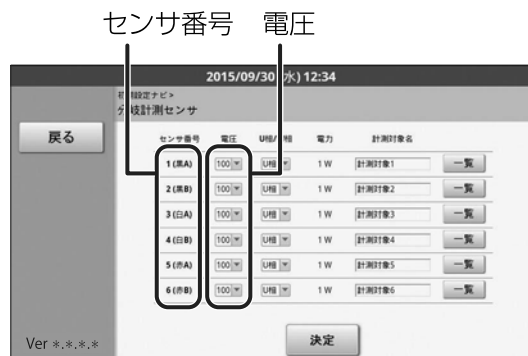 センサ番号 電圧
2015/09/30 水) 12:34
設定ナビ >
分岐計測センサ
戻る
センサ番号 電圧 U相/ 相 電力 計測対象名
1 (黒A) 100 U相 1 W 計測対象1 一覧
2 (黒B) 100 U相 1 W 計測対象2 一覧
3 (白A) 100 U相 1 W 計測対象3 一覧
4 (白B) 100 U相 1 W 計測対象4 一覧
5 (赤A) 100 U相 1 W 計測対象5 一覧
6 (赤B) 100 U相 1 W 計測対象6 一覧
Ver *.*.*.* 決定